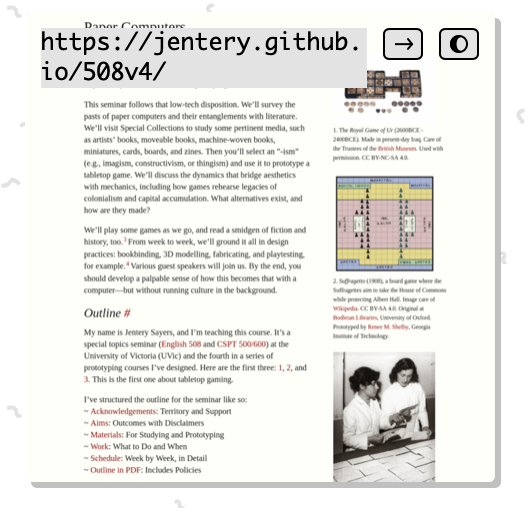 Paper Computers
https://jentery.github.
io/508v4/
→
This seminar follows that low-tech disposition. We'll survey the
pasts of paper computers and their entanglements with literature.
We'll visit Special Collections to study some pertinent media, such
as artists' books, moveable books, machine-woven books,
miniatures, cards, boards, and zines. Then you'll select an "-ism"
(e.g., imagism, constructivism, or thingism) and use it to prototype a
tabletop game. We'll discuss the dynamics that bridge aesthetics
with mechanics, including how games rehearse legacies of
colonialism and capital accumulation. What alternatives exist, and
how are they made?
We'll play some games as we go, and read a smidgen of fiction and
history, too.3 From week to week, we'll ground it all in design
practices: bookbinding, 3D modelling, fabricating, and playtesting,
for example.4 Various guest speakers will join us. By the end, you
should develop a palpable sense of how this becomes that with a
computer—but without running culture in the background.
Outline #
My name is Jentery Sayers, and I'm teaching this course. It's a
special topics seminar (English 508 and CSPT 500/600) at the
University of Victoria (UVic) and the fourth in a series of
prototyping courses I've designed. Here are the first three: 1, 2, and
3. This is the first one about tabletop gaming.
I've structured the outline for the seminar like so:
~ Acknowledgements: Territory and Support
~ Aims: Outcomes with Disclaimers
~ Materials: For Studying and Prototyping
~ Work: What to Do and When
~ Schedule: Week by Week, in Detail
~ Outline in PDF: Includes Policies
1. The Royal Game of Ur (2600BCE -
2400BCE). Made in present-day Iraq. Care of
the Trustees of the British Museum. Used with
permission. CC BY-NC-SA 4.0.
2. Suffragetto (1908), a board game where the
Suffragettes aim to take the House of Commons
while protecting Albert Hall. Image care of
Wikipedia. CC BY-SA 4.0. Original at
Bodleian Libraries, University of Oxford.
Prototyped by Renee M. Shelby, Georgia
Institute of Technology.